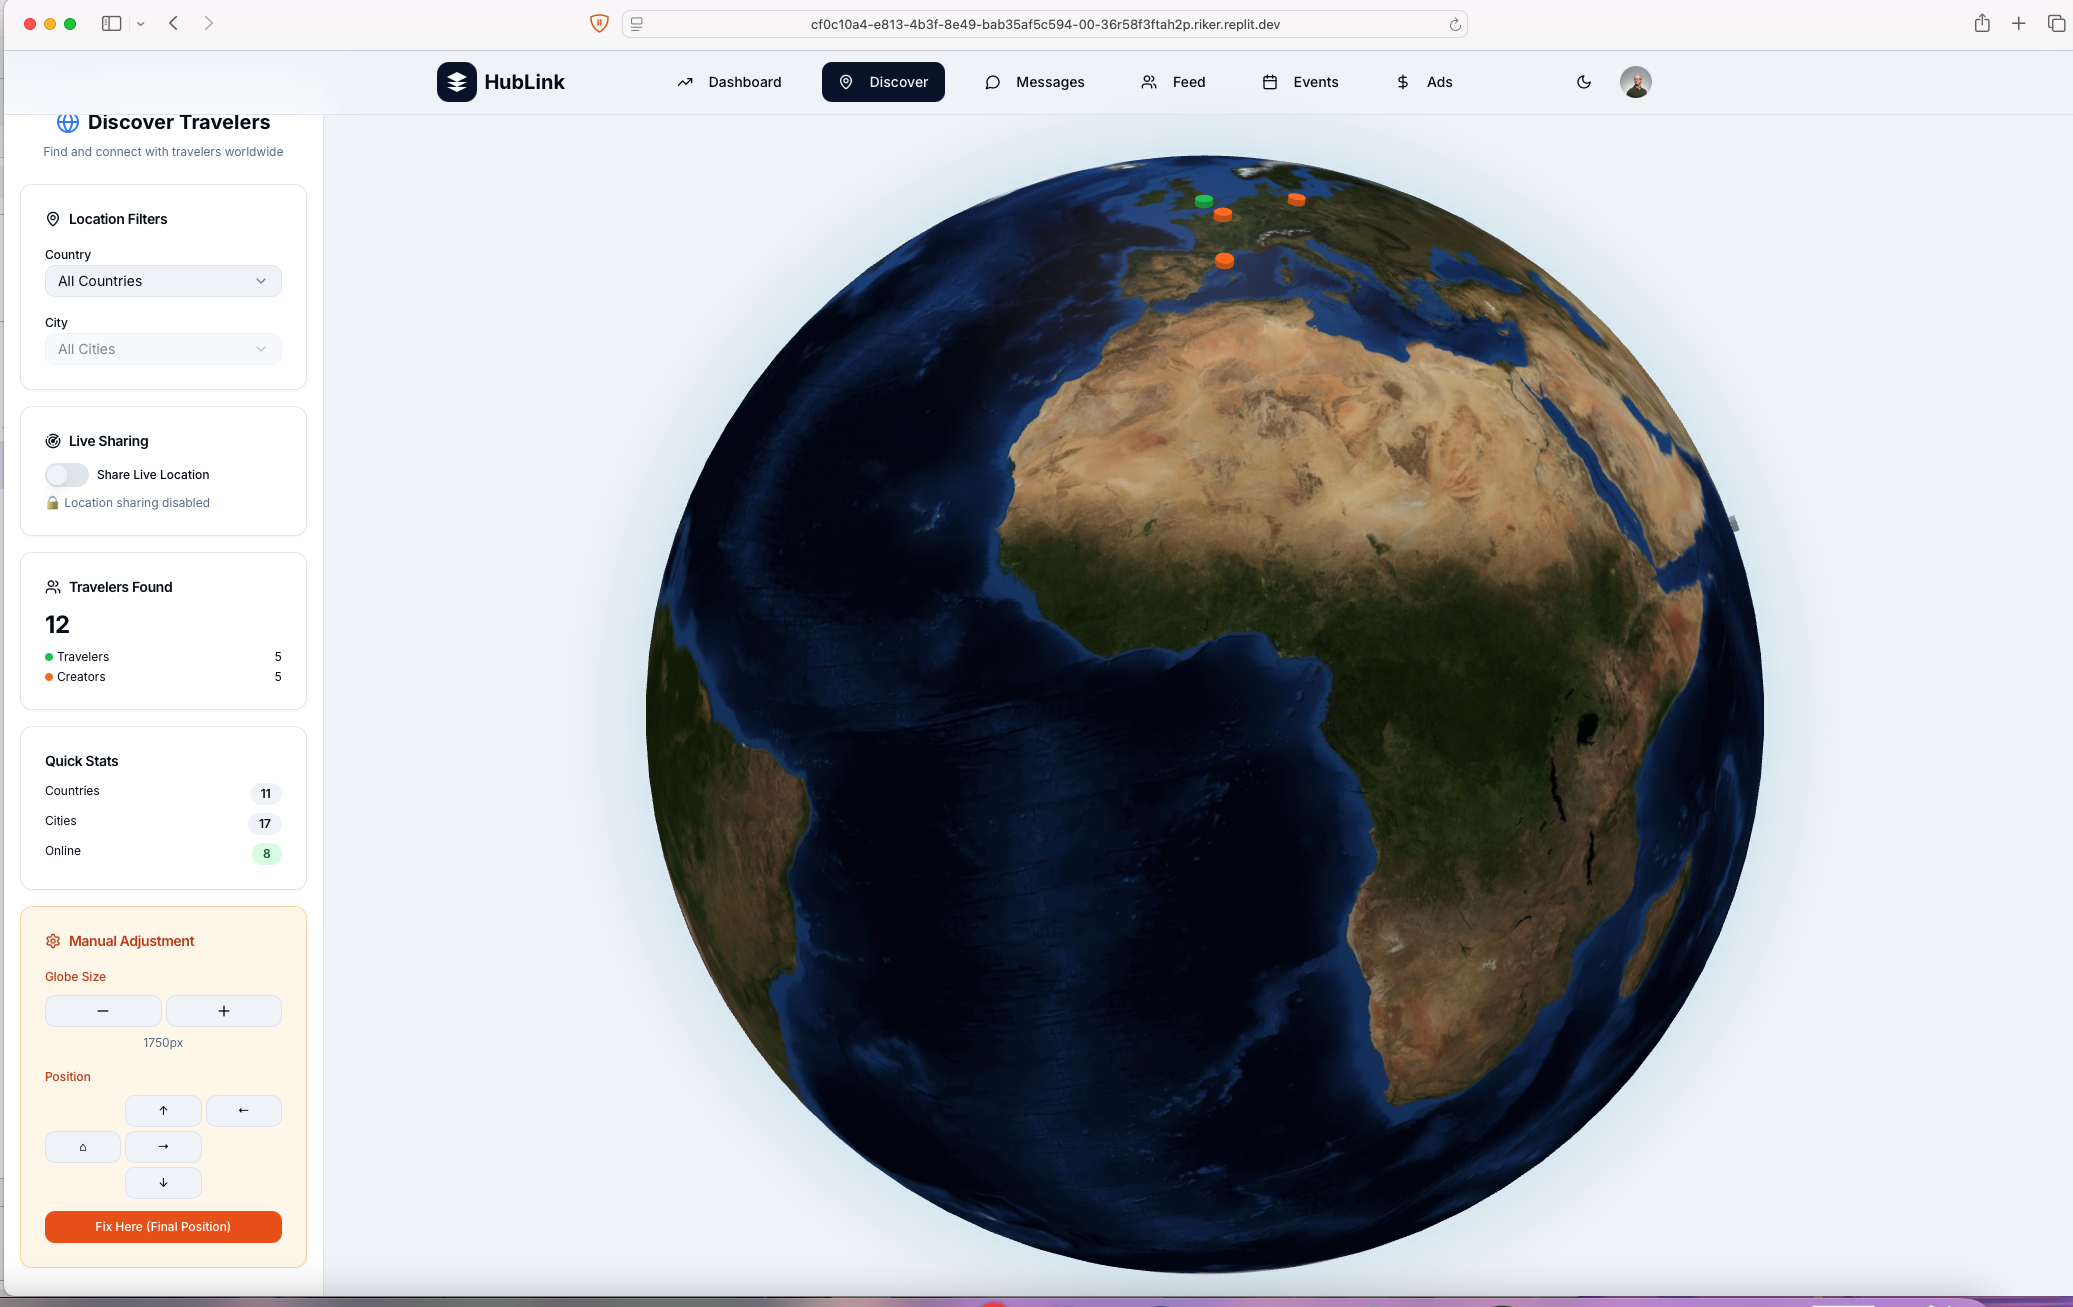 cf0c10a4-e813-4b3f-8e49-bab35af5c594-00-36r58f3ftah2p.riker.replit.dev
HubLink
Dashboard
Discover
Messages
Feed
Events
Ads
Discover Travelers
Find and connect with travelers worldwide
Location Filters
Country
All Countries
City
All Cities
Live Sharing
Share Live Location
Location sharing disabled
Travelers Found
12
Travelers 5
Creators 5
Quick Stats
Countries 11
Cities 17
Online 8
Manual Adjustment
Globe Size
− +
1750px
Position
↑ ←
⌂ →
↓
Fix Here (Final Position)